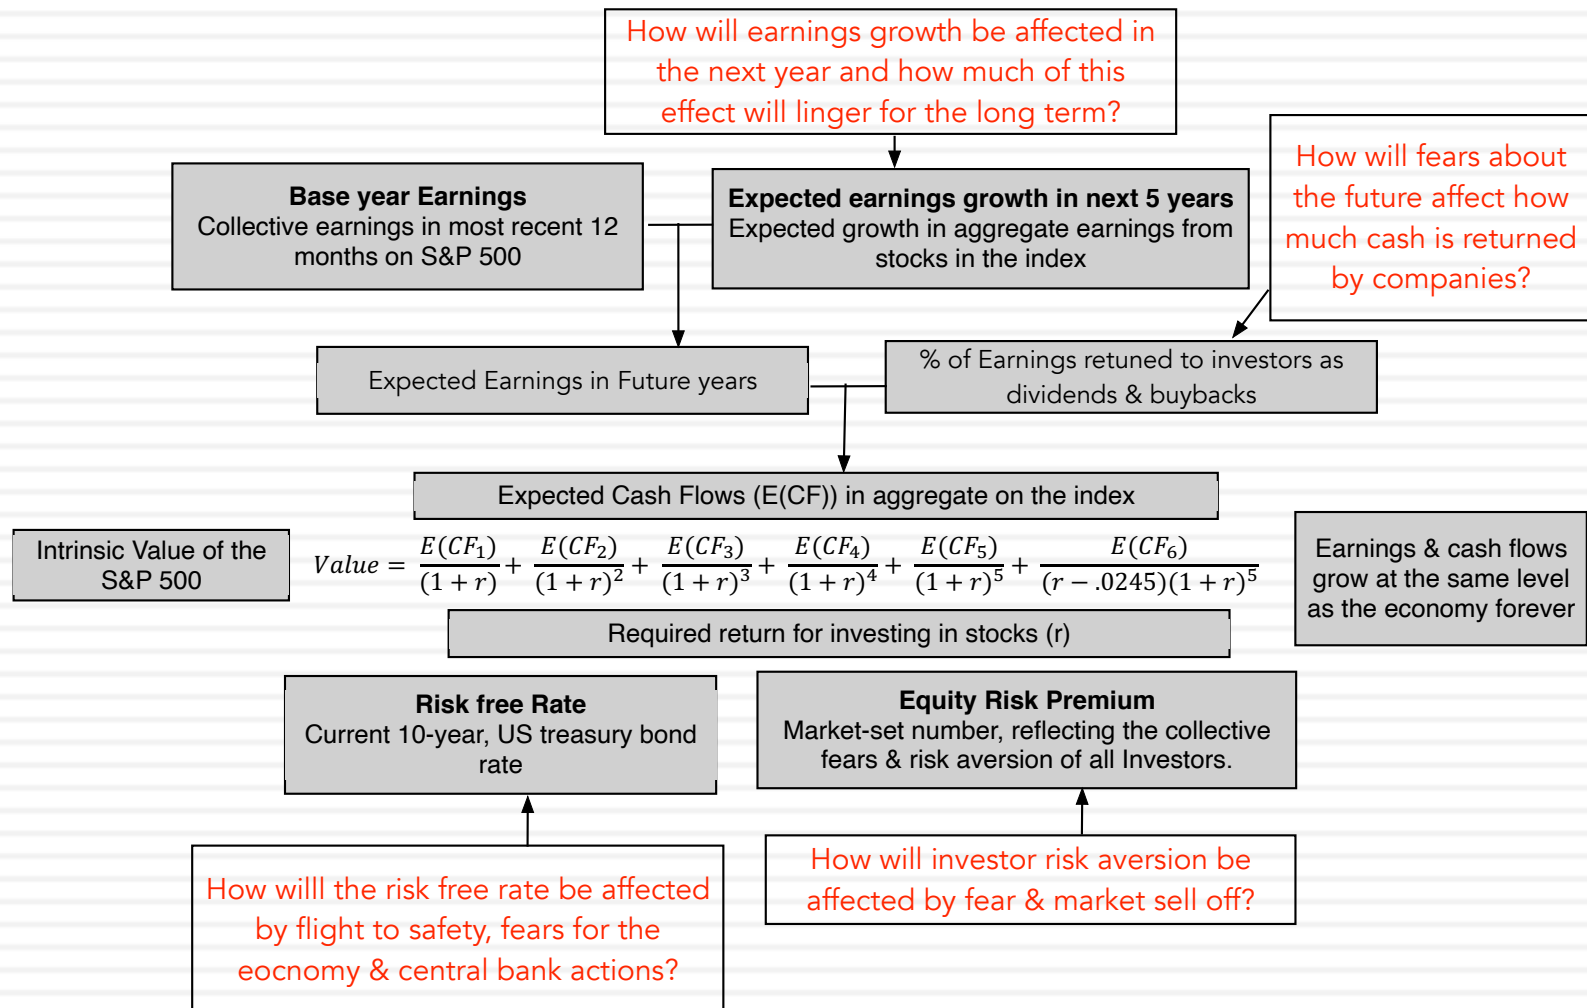 How will earnings growth be affected in
the next year and how much of this
effect will linger for the long term?
How will fears about
the future affect how
much cash is returned
by companies?
Base year Earnings
Collective earnings in most recent 12
months on S&P 500
Expected earnings growth in next 5 years
Expected growth in aggregate earnings from
stocks in the index
Expected Earnings in Future years
% of Earnings retuned to investors as
dividends & buybacks
Expected Cash Flows (E(CF)) in aggregate on the index
Intrinsic Value of the
S&P 500
Value = E(CF₁)/(1 + r) + E(CF₂)/(1 + r)² + E(CF₃)/(1 + r)³ + E(CF₄)/(1 + r)⁴ + E(CF₅)/(1 + r)⁵ + E(CF₆)/(r − .0245)(1 + r)⁵
Earnings & cash flows
grow at the same level
as the economy forever
Required return for investing in stocks (r)
Risk free Rate
Current 10-year, US treasury bond
rate
Equity Risk Premium
Market-set number, reflecting the collective
fears & risk aversion of all Investors.
How willl the risk free rate be affected
by flight to safety, fears for the
eocnomy & central bank actions?
How will investor risk aversion be
affected by fear & market sell off?